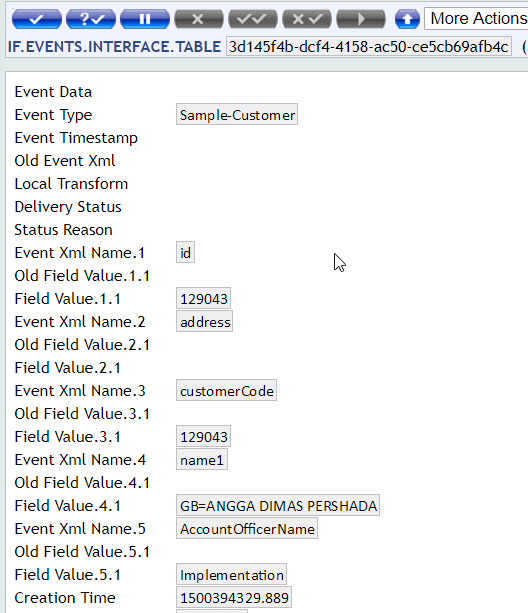 More Actions
IF.EVENTS.INTERFACE.TABLE 3d145f4b-dcf4-4158-ac50-ce5cb69afb4c (
Event Data
Event Type Sample-Customer
Event Timestamp
Old Event Xml
Local Transform
Delivery Status
Status Reason
Event Xml Name.1 id
Old Field Value.1.1
Field Value.1.1 129043
Event Xml Name.2 address
Old Field Value.2.1
Field Value.2.1
Event Xml Name.3 customerCode
Old Field Value.3.1
Field Value.3.1 129043
Event Xml Name.4 name1
Old Field Value.4.1
Field Value.4.1 GB=ANGGA DIMAS PERSHADA
Event Xml Name.5 AccountOfficerName
Old Field Value.5.1
Field Value.5.1 Implementation
Creation Time 1500394329.889